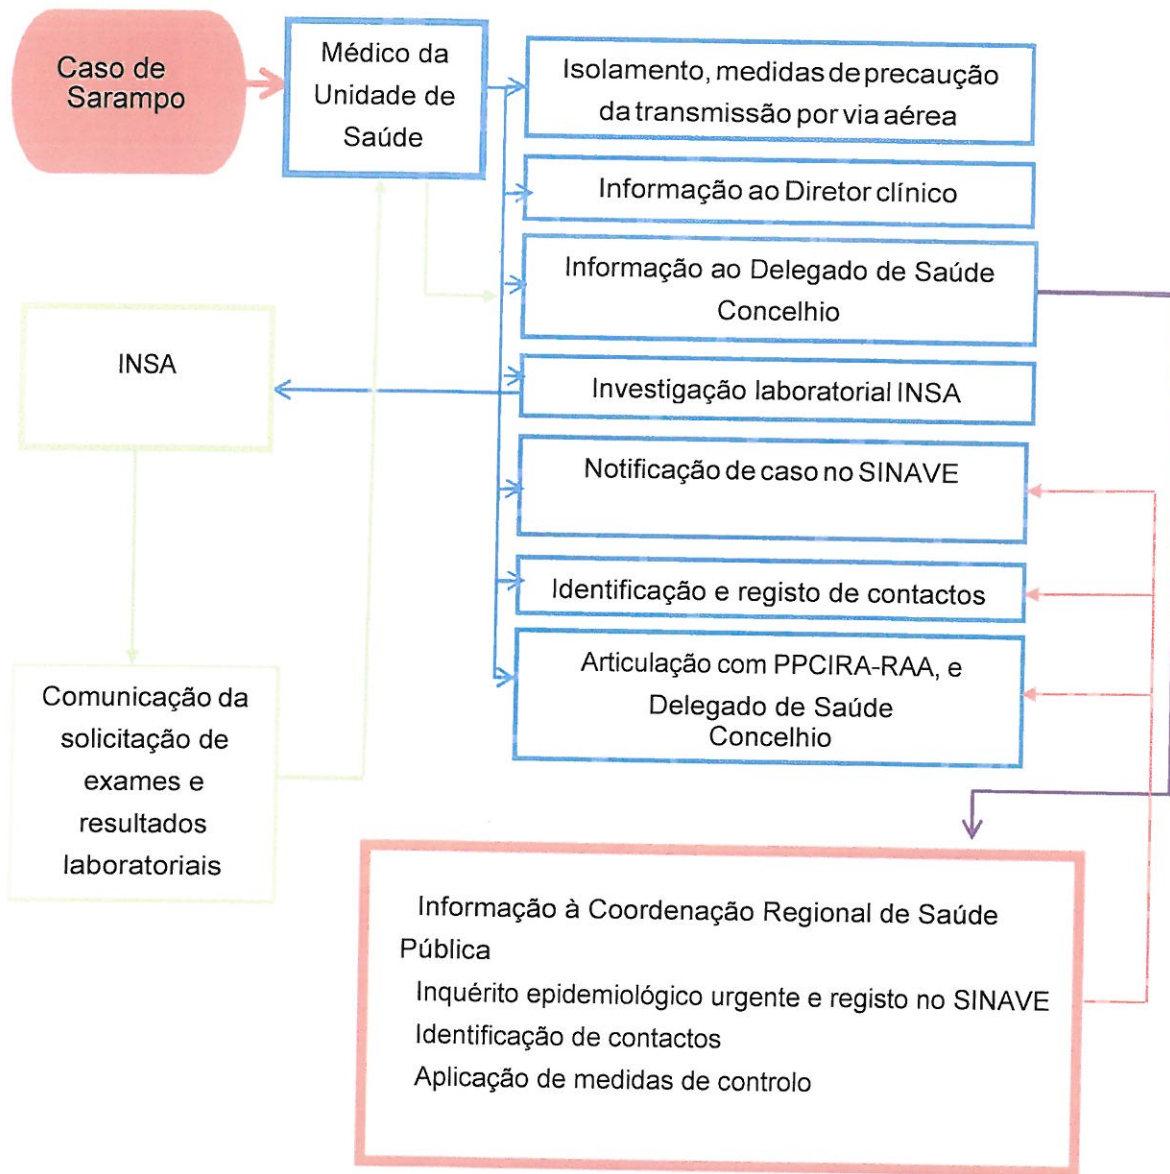 Caso de
Sarampo
Médico da
Unidade de
Saúde
Isolamento, medidas de precaução
da transmissão por via aérea
Informação ao Diretor clínico
Informação ao Delegado de Saúde
Concelhio
INSA
Investigação laboratorial INSA
Notificação de caso no SINAVE
Identificação e registo de contactos
Articulação com PPCIRA-RAA, e
Delegado de Saúde
Concelhio
Comunicação da
solicitação de
exames e
resultados
laboratoriais
Informação à Coordenação Regional de Saúde
Pública
Inquérito epidemiológico urgente e registo no SINAVE
Identificação de contactos
Aplicação de medidas de controlo